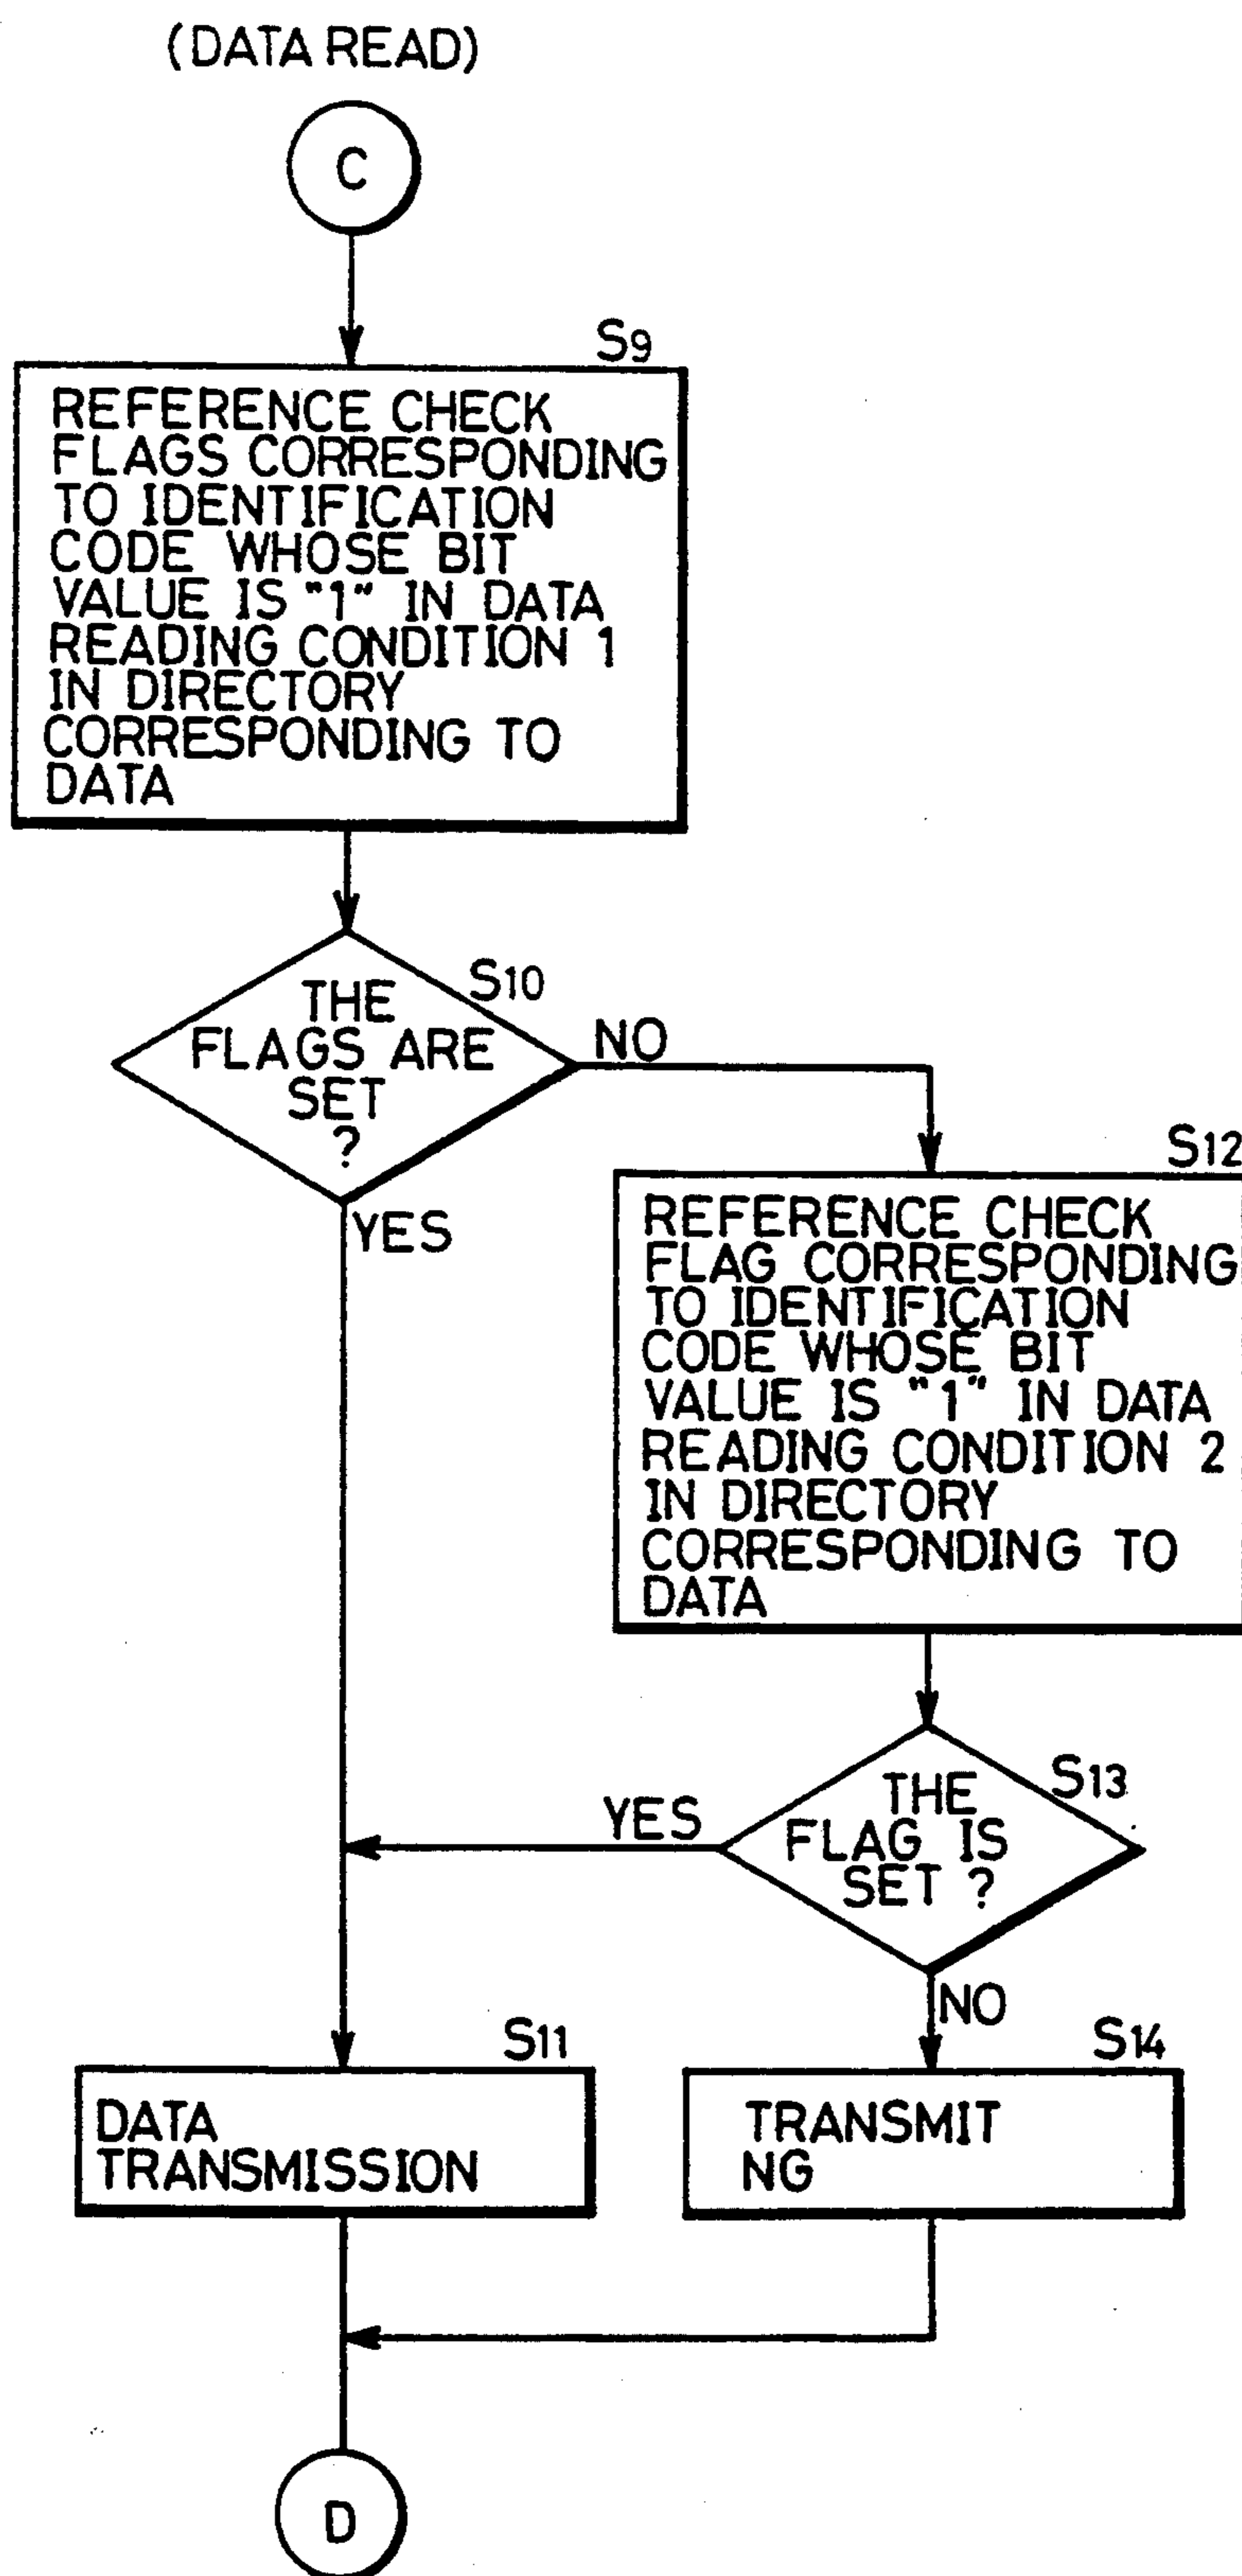 (DATA READ)
C
S9
REFERENCE CHECK
FLAGS CORRESPONDING
TO IDENTIFICATION
CODE WHOSE BIT
VALUE IS "1" IN DATA
READING CONDITION 1
IN DIRECTORY
CORRESPONDING TO
DATA
S10
THE
FLAGS ARE
SET
?
NO
YES
S12
REFERENCE CHECK
FLAG CORRESPONDING
TO IDENTIFICATION
CODE WHOSE BIT
VALUE IS "1" IN DATA
READING CONDITION 2
IN DIRECTORY
CORRESPONDING TO
DATA
S13
THE
FLAG IS
SET ?
YES
NO
S11
DATA
TRANSMISSION
S14
TRANSMIT
NG
D